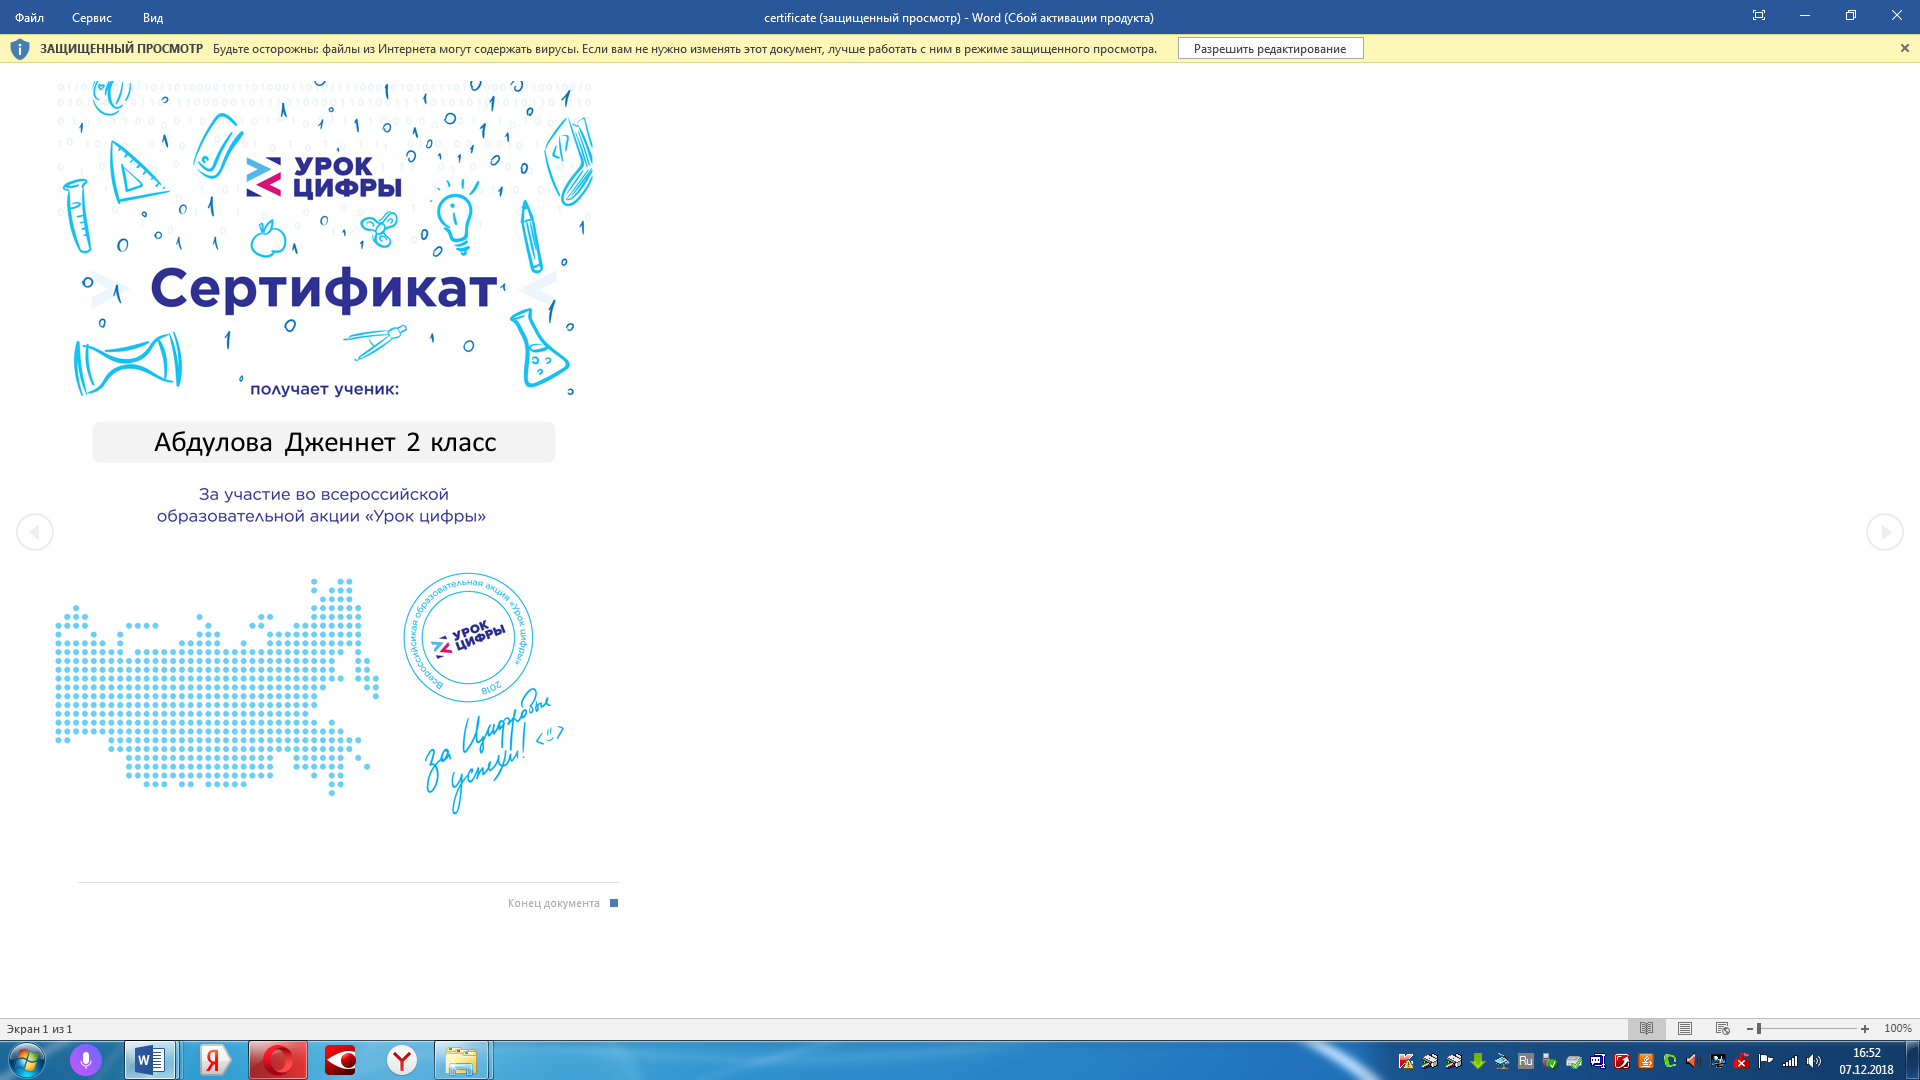 Файл Сервис Вид certificate (защищенный просмотр) - Word (Сбой активации продукта)
ЗАЩИЩЕННЫЙ ПРОСМОТР Будьте осторожны: файлы из Интернета могут содержать вирусы. Если вам не нужно изменять этот документ, лучше работать с ним в режиме защищенного просмотра. Разрешить редактирование
УРОК
ЦИФРЫ
Сертификат
получает ученик:
Абдулова Дженнет 2 класс
За участие во всероссийской
образовательной акции «Урок цифры»
Всероссийская образовательная акция «Урок цифры»
2018
УРОК
ЦИФРЫ
за Цифровые
успехи!
Конец документа
Экран 1 из 1
100%
Ru
16:52
07.12.2018